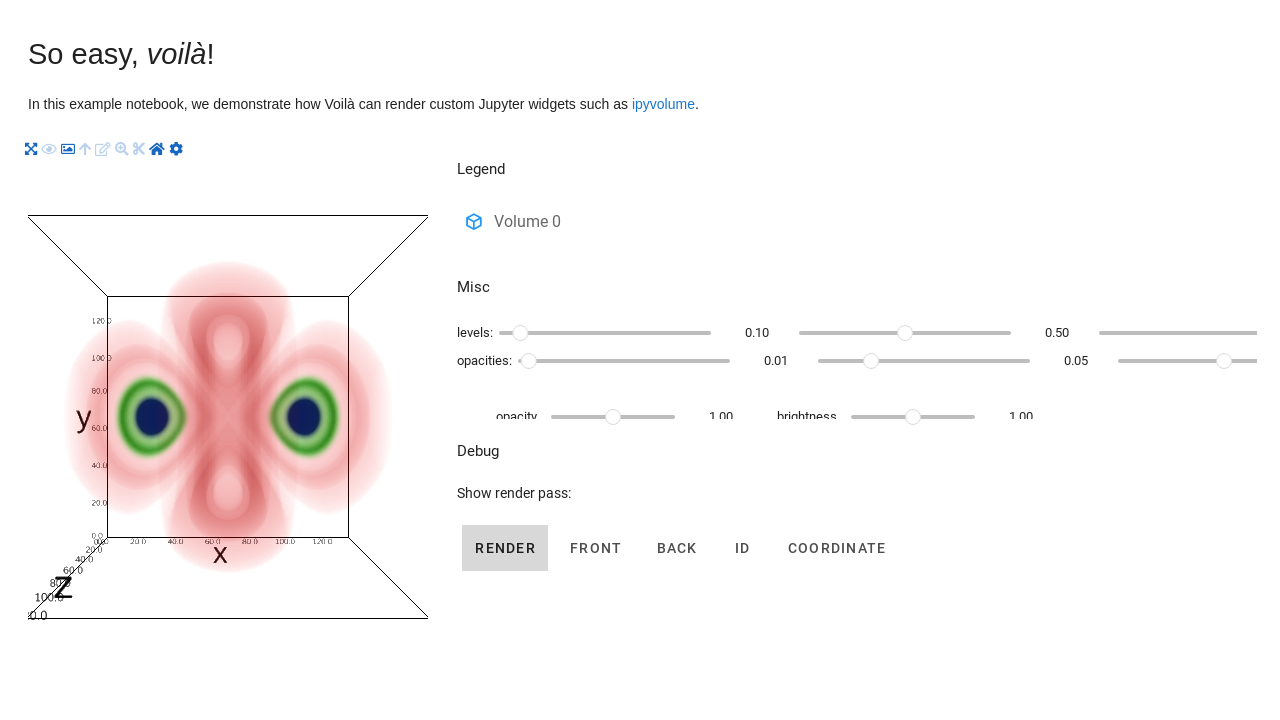 So easy, voilà!
In this example notebook, we demonstrate how Voilà can render custom Jupyter widgets such as ipyvolume.
Legend
Volume 0
Misc
levels: 0.10 0.50
opacities: 0.01 0.05
opacity 1.00 brightness 1.00
Debug
Show render pass:
RENDER FRONT BACK ID COORDINATE
120.0
100.0
80.0
y
60.0
40.0
20.0
0.0
20.0 40.0 60.0 80.0 100.0 120.0
x
20.0
40.0
60.0
80.0
z
100.0